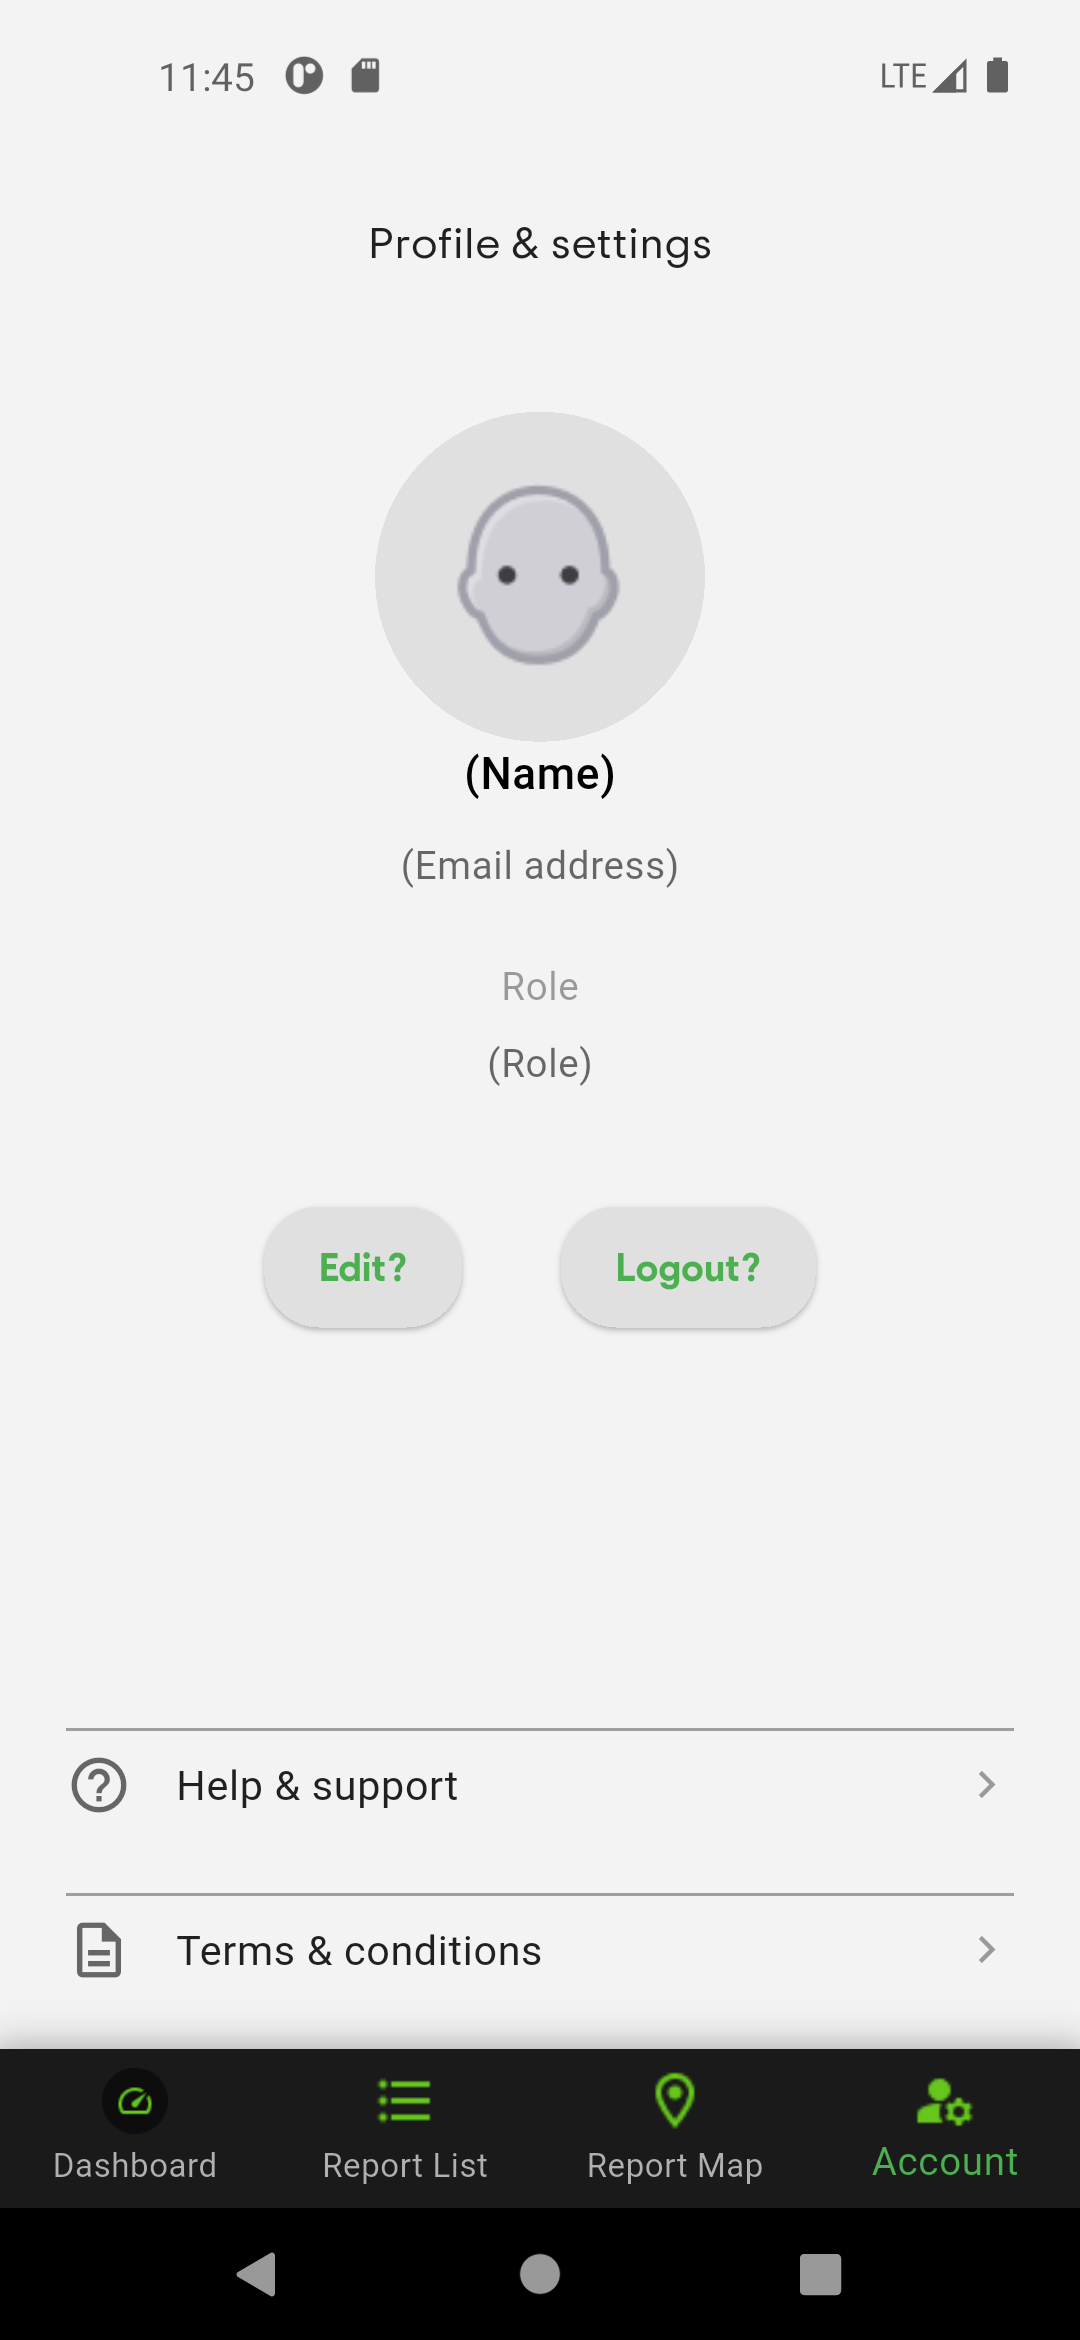 11:45
LTE
Profile & settings
(Name)
(Email address)
Role
(Role)
Edit?
Logout?
Help & support
Terms & conditions
Dashboard
Report List
Report Map
Account